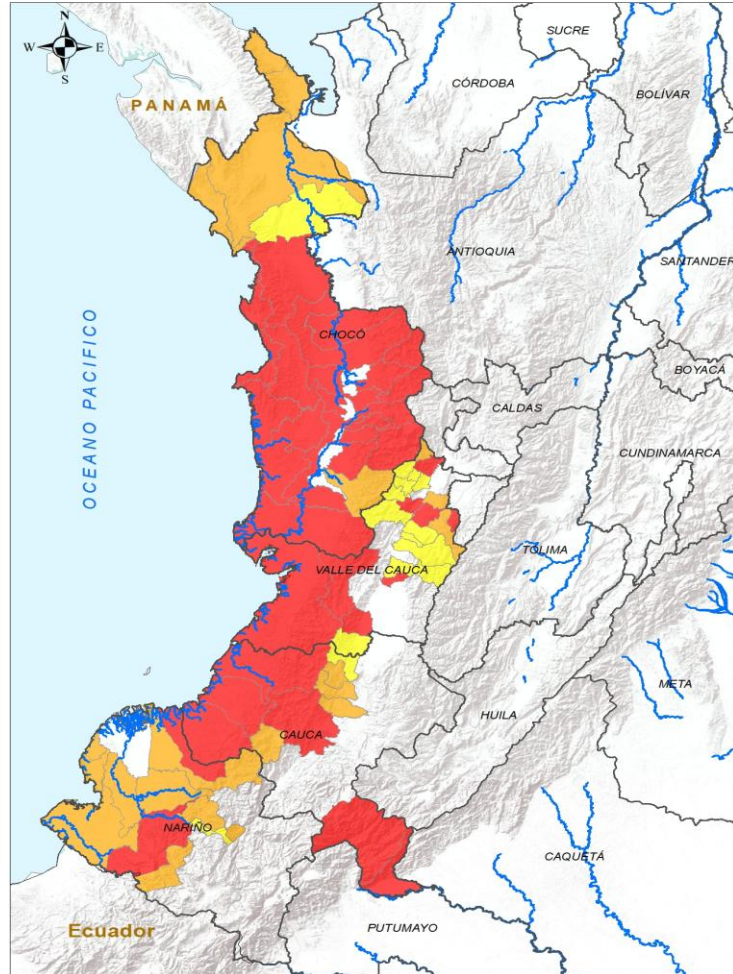 SUCRE
N
W E
S
CÓRDOBA
BOLÍVAR
PANAMÁ
ANTIOQUIA
SANTANDER
OCEANO PACIFICO
CHOCÓ
BOYACÁ
CALDAS
CUNDINAMARCA
TOLIMA
VALLE DEL CAUCA
META
HUILA
CAUCA
NARIÑO
CAQUETÁ
PUTUMAYO
Ecuador